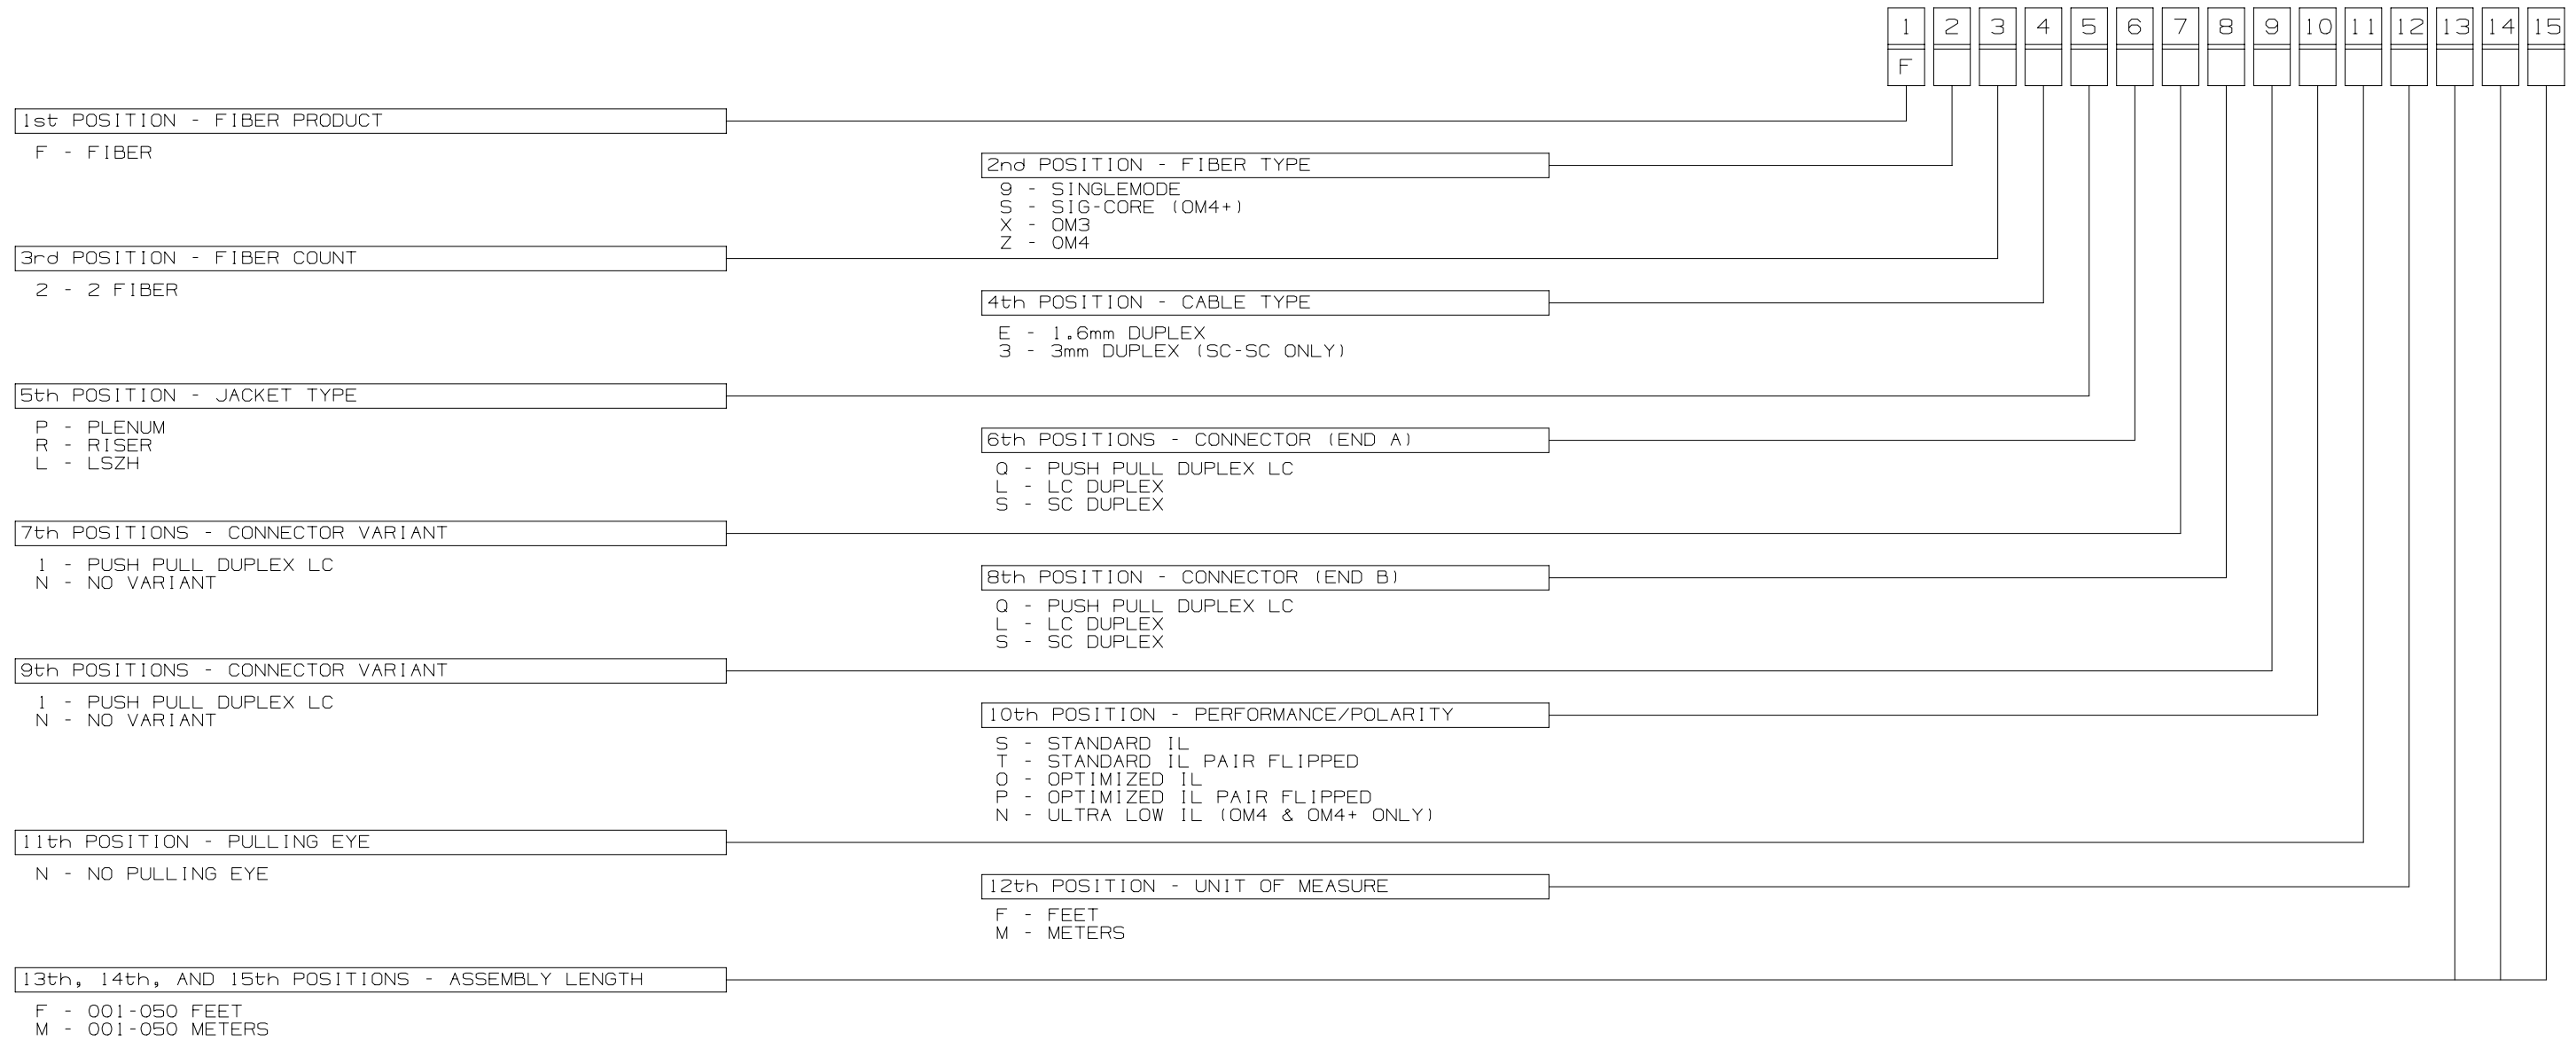 1 2 3 4 5 6 7 8 9 10 11 12 13 14 15
F
1st POSITION - FIBER PRODUCT
F - FIBER
2nd POSITION - FIBER TYPE
9 - SINGLEMODE
S - SIG-CORE (OM4+)
X - OM3
Z - OM4
3rd POSITION - FIBER COUNT
2 - 2 FIBER
4th POSITION - CABLE TYPE
E - 1.6mm DUPLEX
3 - 3mm DUPLEX (SC-SC ONLY)
5th POSITION - JACKET TYPE
P - PLENUM
R - RISER
L - LSZH
6th POSITIONS - CONNECTOR (END A)
Q - PUSH PULL DUPLEX LC
L - LC DUPLEX
S - SC DUPLEX
7th POSITIONS - CONNECTOR VARIANT
1 - PUSH PULL DUPLEX LC
N - NO VARIANT
8th POSITION - CONNECTOR (END B)
Q - PUSH PULL DUPLEX LC
L - LC DUPLEX
S - SC DUPLEX
9th POSITIONS - CONNECTOR VARIANT
1 - PUSH PULL DUPLEX LC
N - NO VARIANT
10th POSITION - PERFORMANCE/POLARITY
S - STANDARD IL
T - STANDARD IL PAIR FLIPPED
O - OPTIMIZED IL
P - OPTIMIZED IL PAIR FLIPPED
N - ULTRA LOW IL (OM4 & OM4+ ONLY)
11th POSITION - PULLING EYE
N - NO PULLING EYE
12th POSITION - UNIT OF MEASURE
F - FEET
M - METERS
13th, 14th, AND 15th POSITIONS - ASSEMBLY LENGTH
F - 001-050 FEET
M - 001-050 METERS